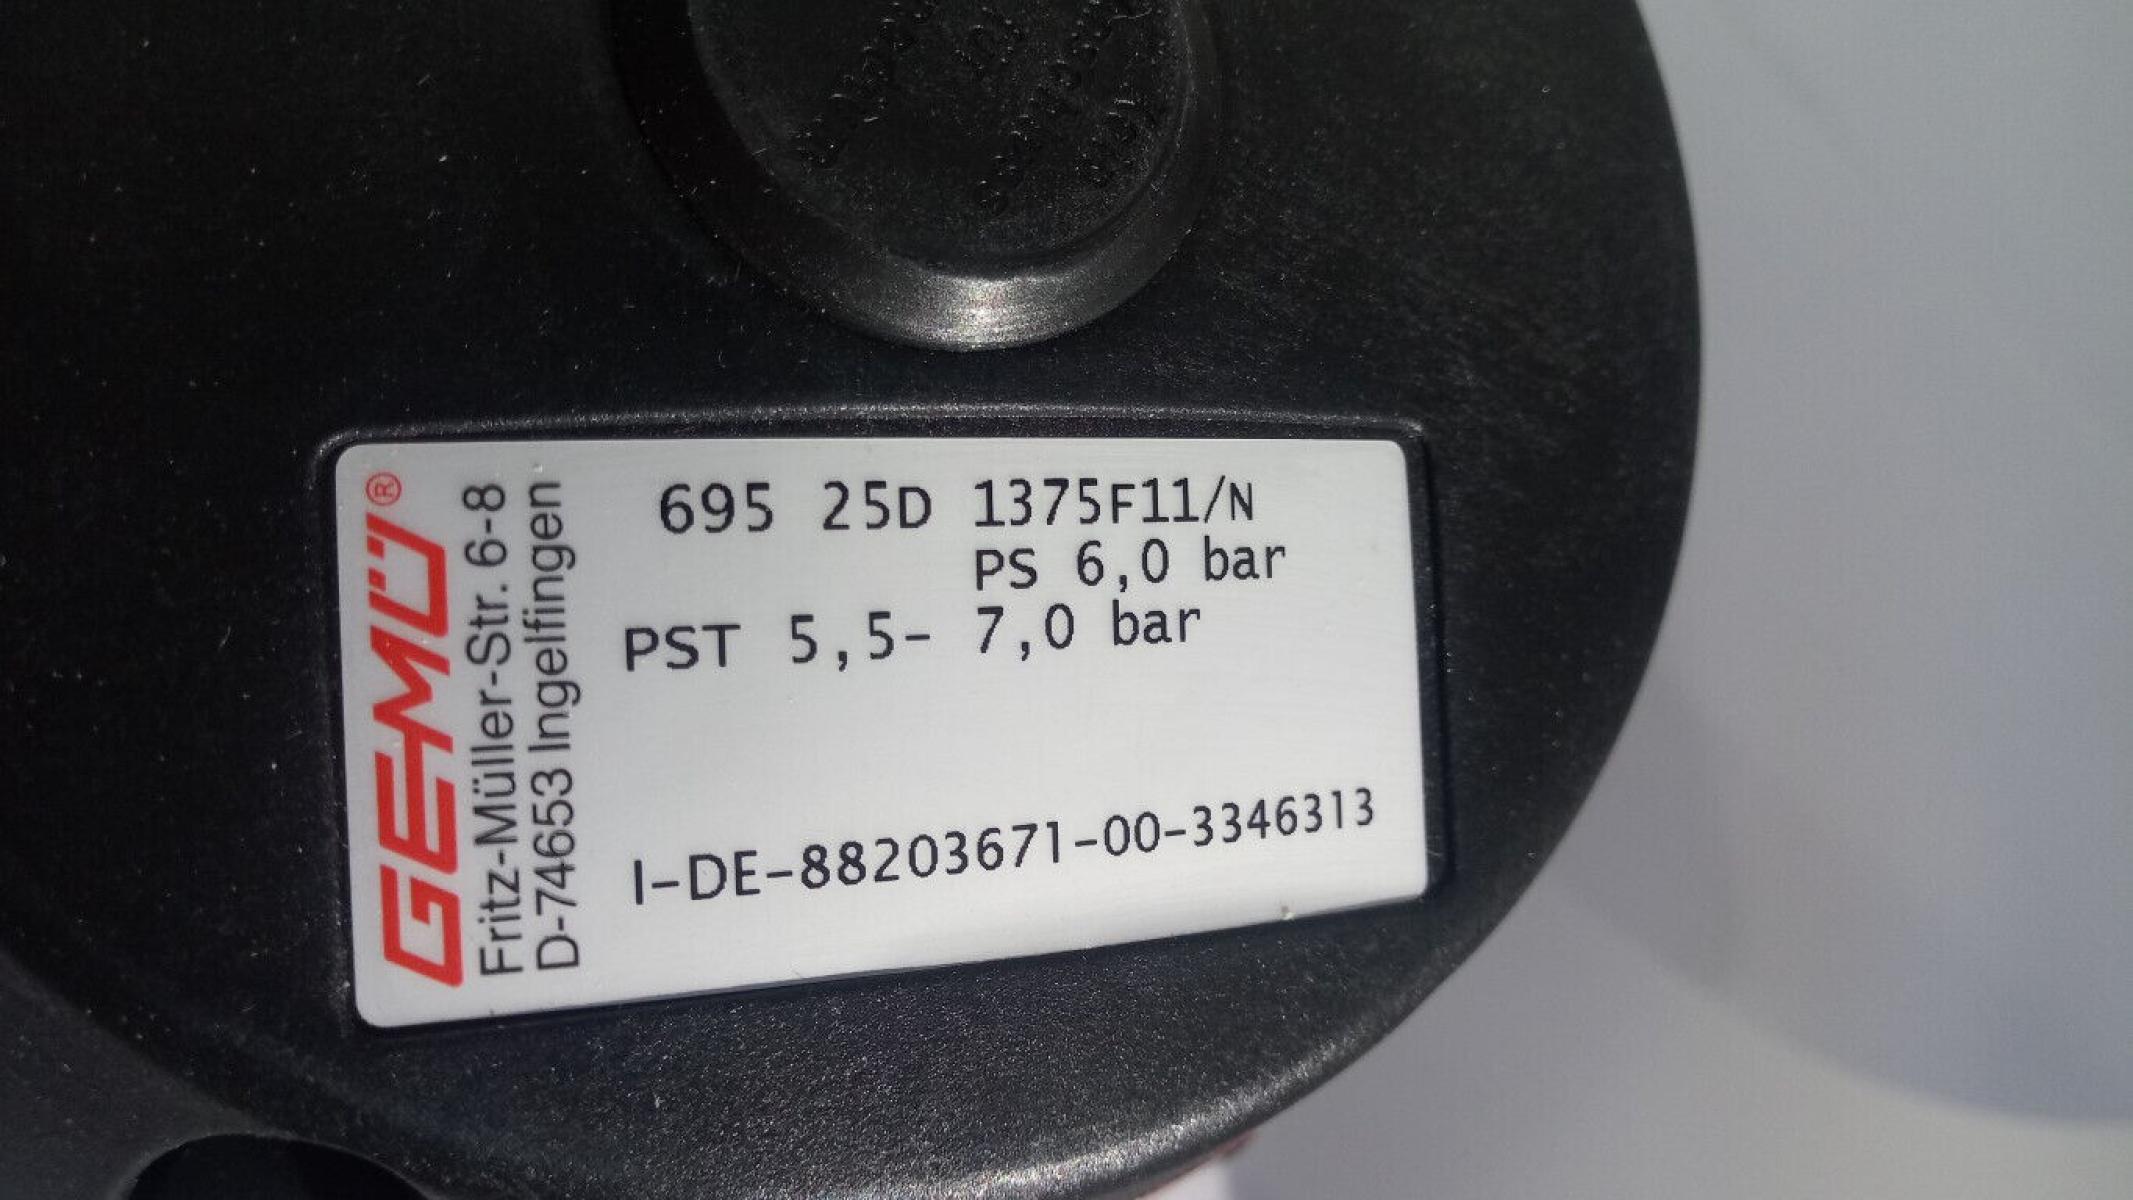 GEMÜ®
Fritz-Müller-Str. 6-8
D-74653 Ingelfingen
695 25D 1375F11/N
PS 6,0 bar
PST 5,5- 7,0 bar
I-DE-88203671-00-3346313